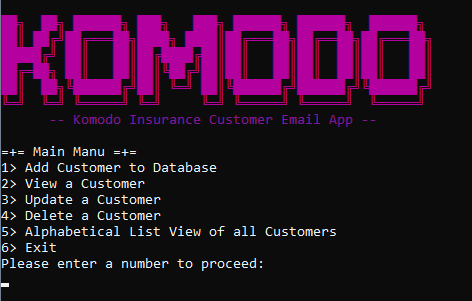 KOMODO
-- Komodo Insurance Customer Email App --
=+= Main Manu =+=
1> Add Customer to Database
2> View a Customer
3> Update a Customer
4> Delete a Customer
5> Alphabetical List View of all Customers
6> Exit
Please enter a number to proceed: